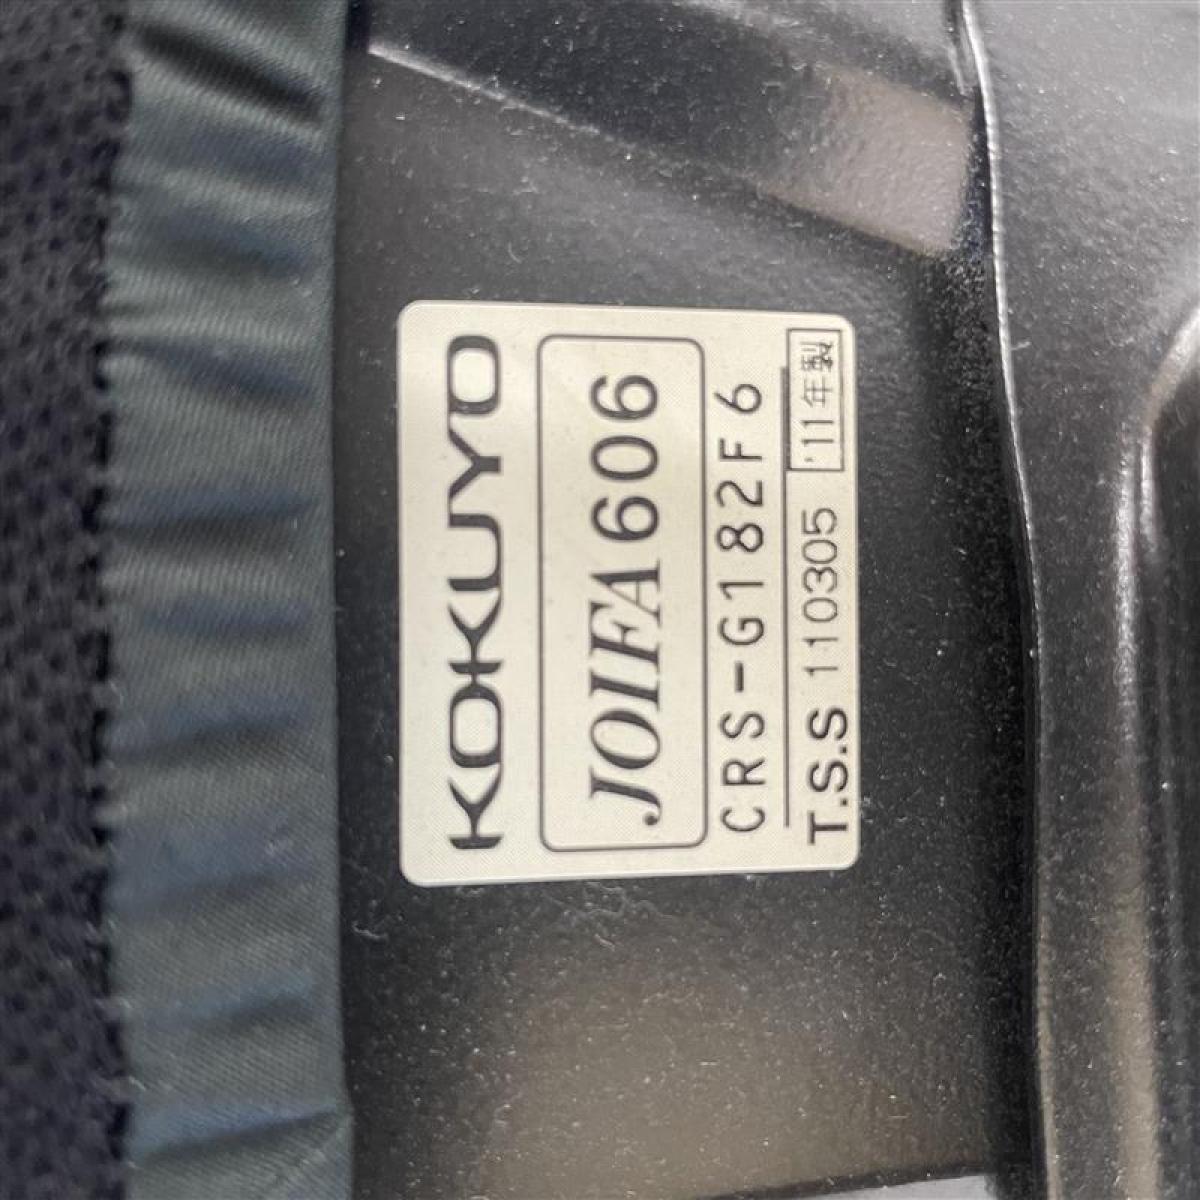 KOKUYO
JOIFA 606
CRS-G182F6
T.S.S 110305 '11年製